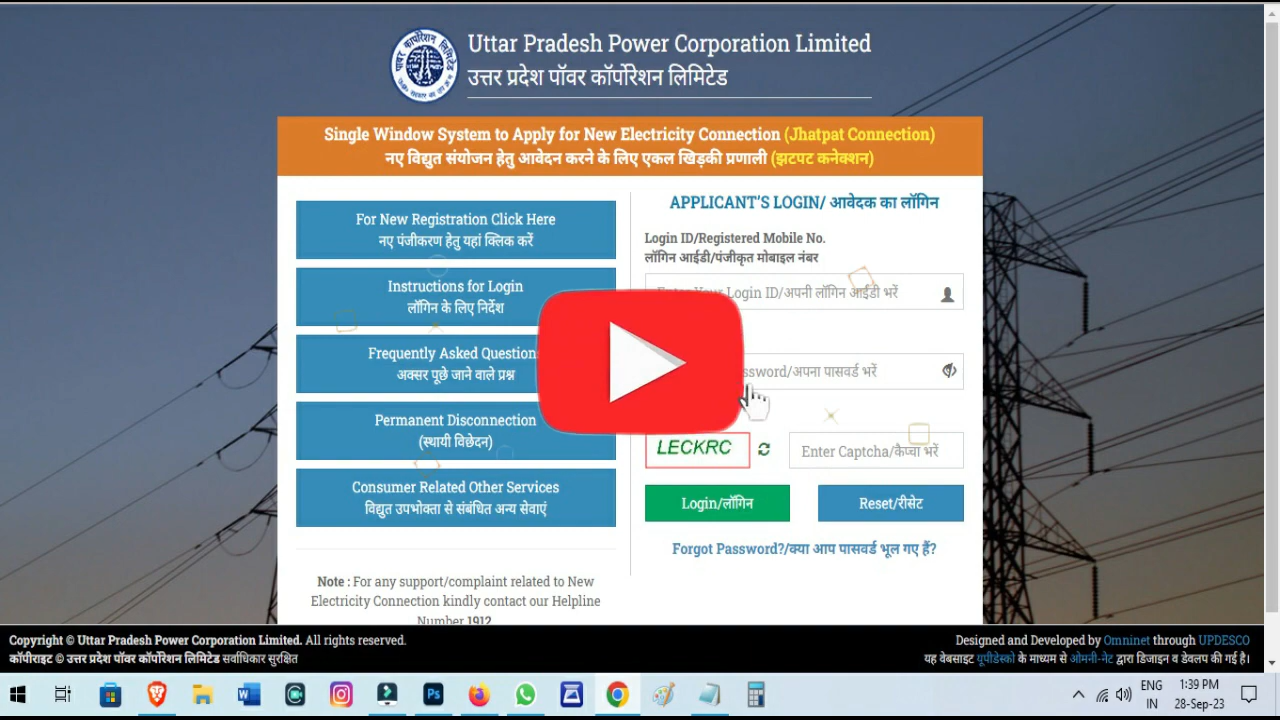 Uttar Pradesh Power Corporation Limited
उत्तर प्रदेश पॉवर कॉर्पोरेशन लिमिटेड
Single Window System to Apply for New Electricity Connection (Jhatpat Connection)
नए विद्युत संयोजन हेतु आवेदन करने के लिए एकल खिड़की प्रणाली (झटपट कनेक्शन)
For New Registration Click Here
नए पंजीकरण हेतु यहां क्लिक करें
Instructions for Login
लॉगिन के लिए निर्देश
Frequently Asked Question
अक्सर पूछे जाने वाले प्रश्न
Permanent Disconnection
(स्थायी विछेदन)
Consumer Related Other Services
विद्युत उपभोक्ता से संबंधित अन्य सेवाएं
Note : For any support/complaint related to New
Electricity Connection kindly contact our Helpline
Number 1912
APPLICANT'S LOGIN/ आवेदक का लॉगिन
Login ID/Registered Mobile No.
लॉगिन आईडी/पंजीकृत मोबाइल नंबर
Enter Your Login ID/अपनी लॉगिन आईडी भरें
ssword/अपना पासवर्ड भरें
LECKRC
Enter Captcha/कैप्चा भरें
Login/लॉगिन
Reset/रीसेट
Forgot Password?/क्या आप पासवर्ड भूल गए हैं?
Copyright © Uttar Pradesh Power Corporation Limited. All rights reserved.
कॉपीराइट © उत्तर प्रदेश पॉवर कॉर्पोरेशन लिमिटेड सर्वाधिकार सुरक्षित
Designed and Developed by Omninet through UPDESCO
यह वेबसाइट यूपीडेस्को के माध्यम से ओमनी-नेट द्वारा डिजाइन व डेवलप की गई है।
ENG
IN
1:39 PM
28-Sep-23